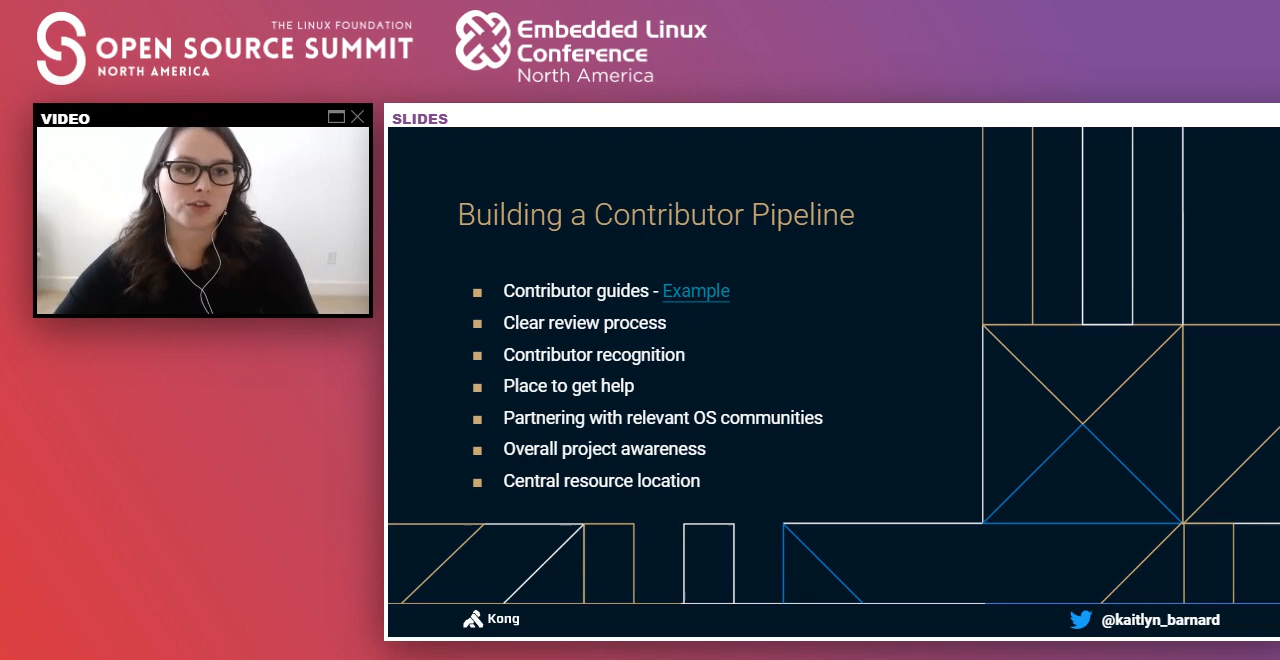 THE LINUX FOUNDATION
OPEN SOURCE SUMMIT
NORTH AMERICA
Embedded Linux
Conference
North America
VIDEO
SLIDES
Building a Contributor Pipeline
Contributor guides - Example
Clear review process
Contributor recognition
Place to get help
Partnering with relevant OS communities
Overall project awareness
Central resource location
Kong
@kaitlyn_barnard